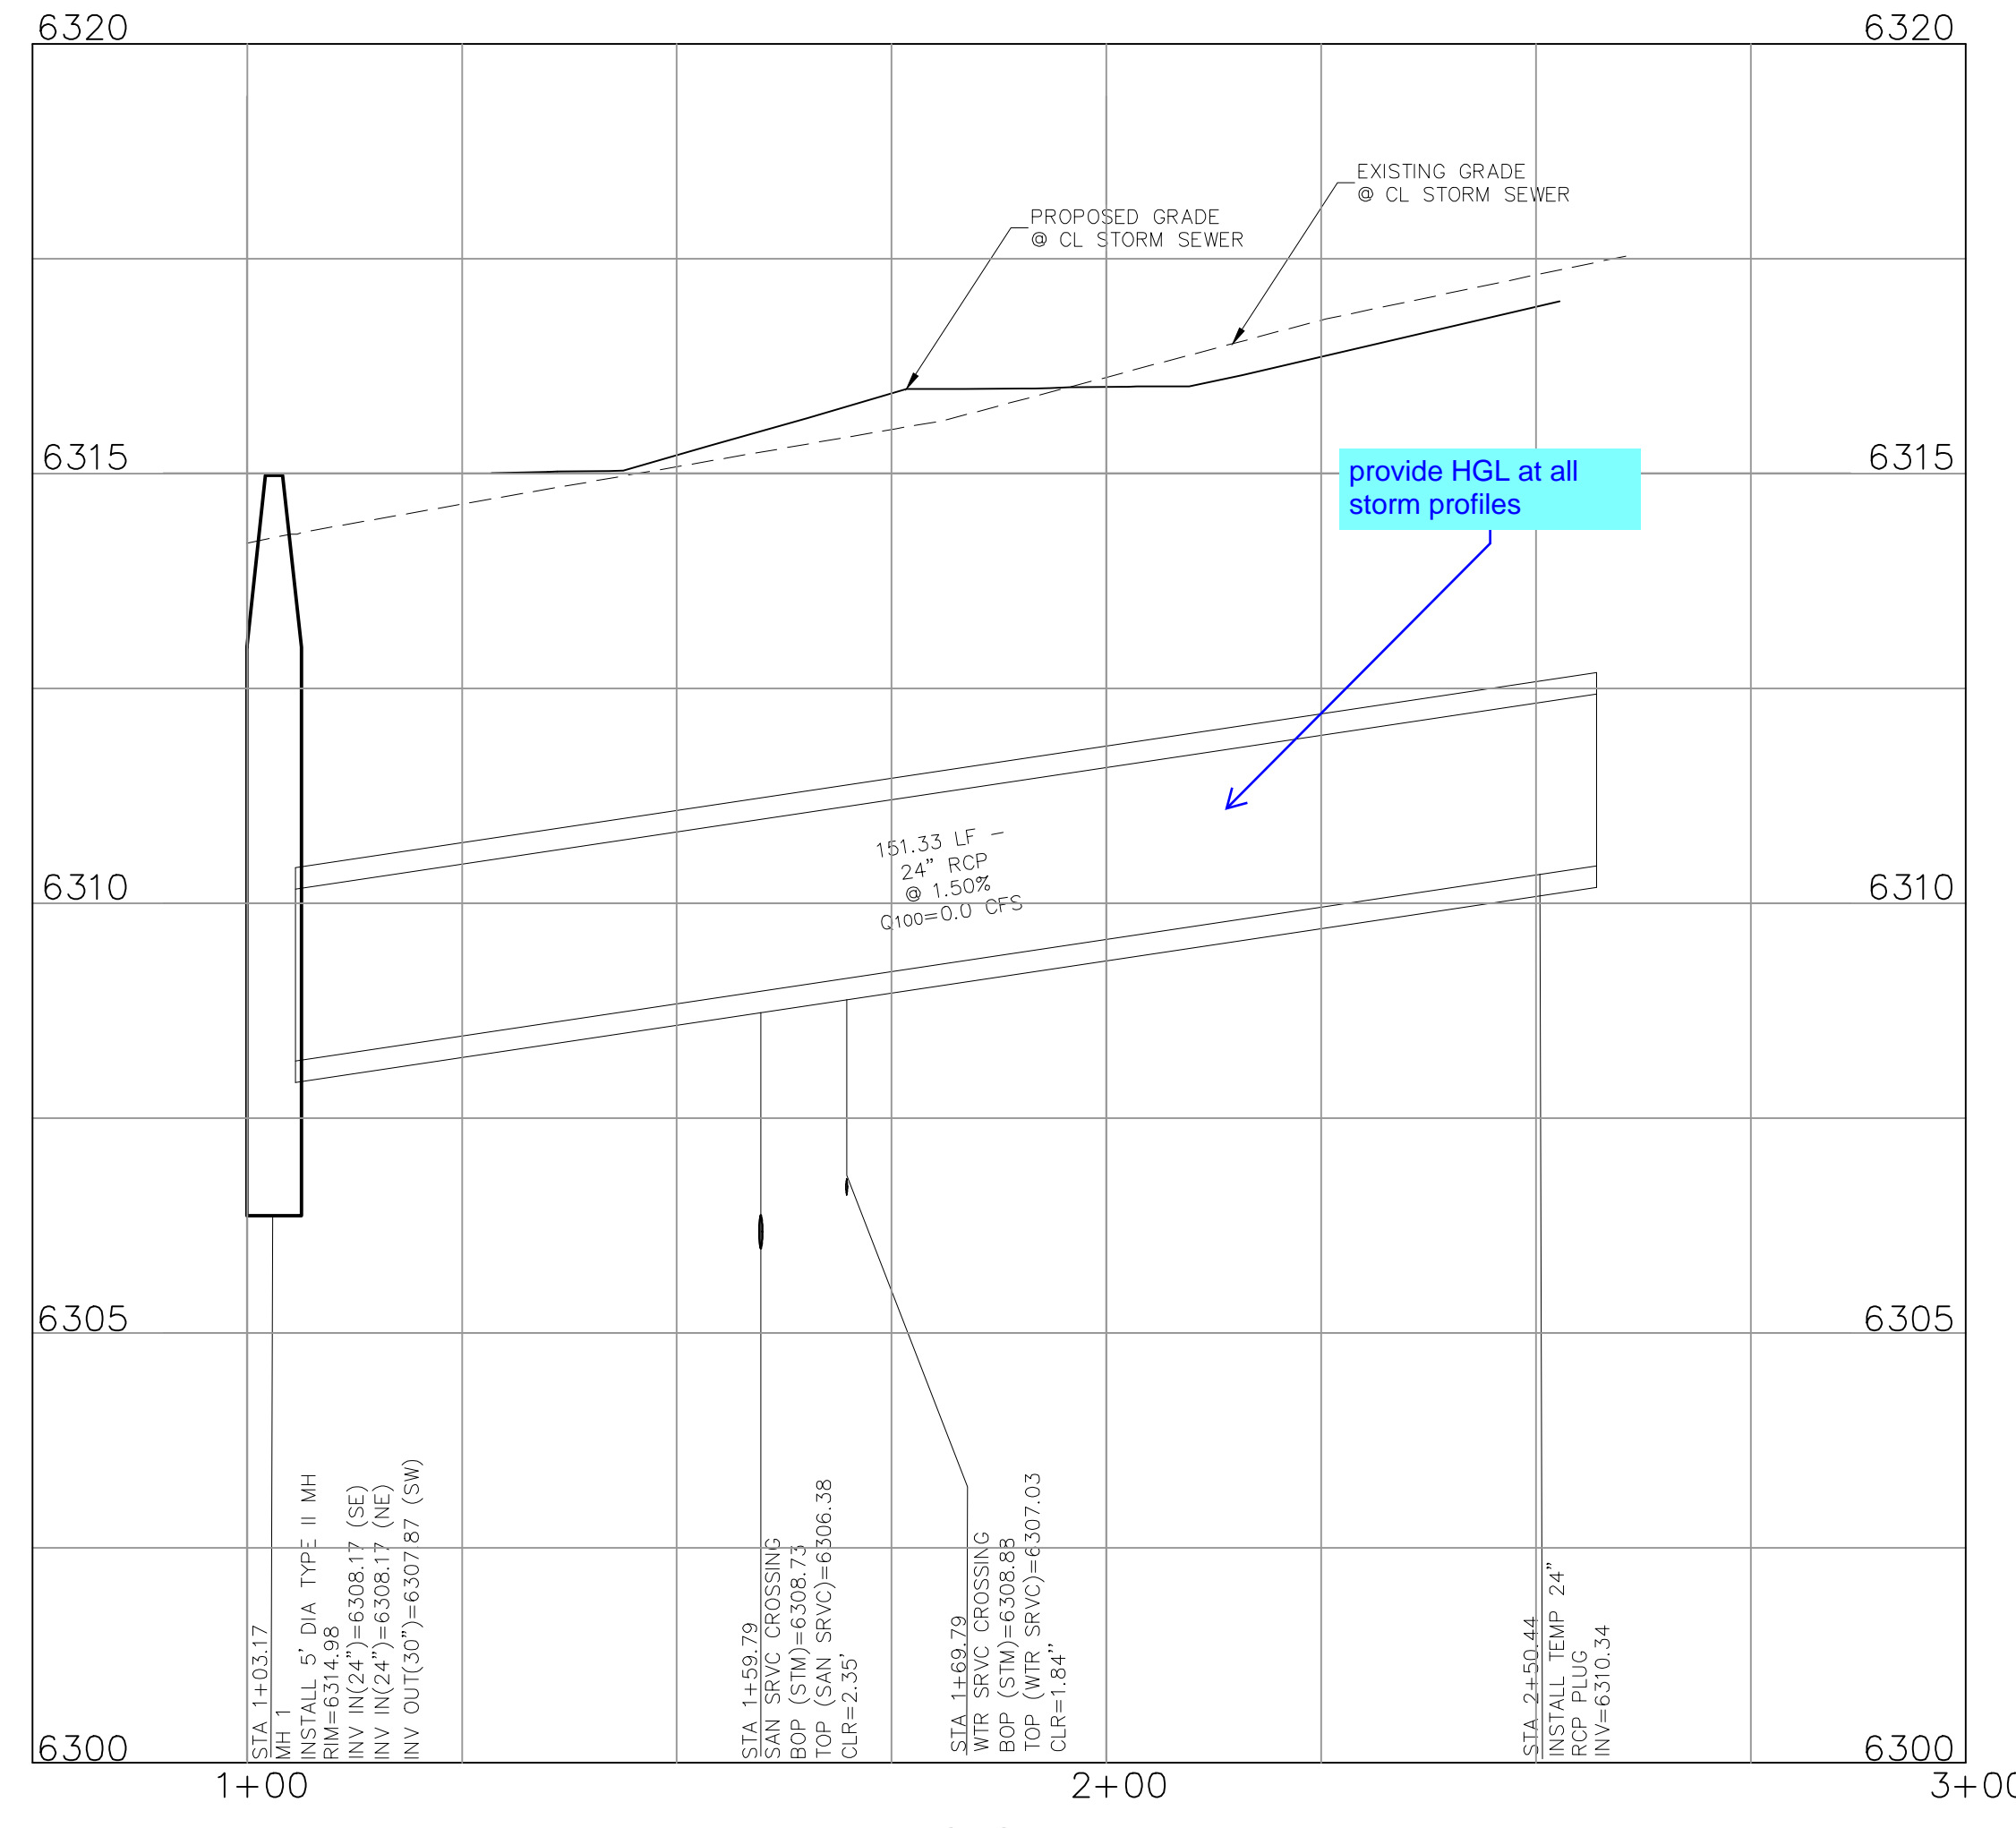 6320
6320
EXISTING GRADE
@ CL STORM SEWER
PROPOSED GRADE
@ CL STORM SEWER
6315
6315
provide HGL at all
storm profiles
151.33 LF –
24" RCP
@ 1.50%
Q100=0.0 CFS
6310
6310
6305
6305
STA 1+03.17
MH 1
INSTALL 5' DIA TYPE II MH
RIM=6314.98
INV IN(24")=6308.17 (SE)
INV IN(24")=6308.17 (NE)
INV OUT(30")=6307.87 (SW)
STA 1+59.79
SAN SRVC CROSSING
BOP (STM)=6308.73
TOP (SAN SRVC)=6306.38
CLR=2.35'
STA 1+69.79
WTR SRVC CROSSING
BOP (STM)=6308.88
TOP (WTR SRVC)=6307.03
CLR=1.84"
STA 2+50.44
INSTALL TEMP 24"
RCP PLUG
INV=6310.34
6300
6300
1+00
2+00
3+00